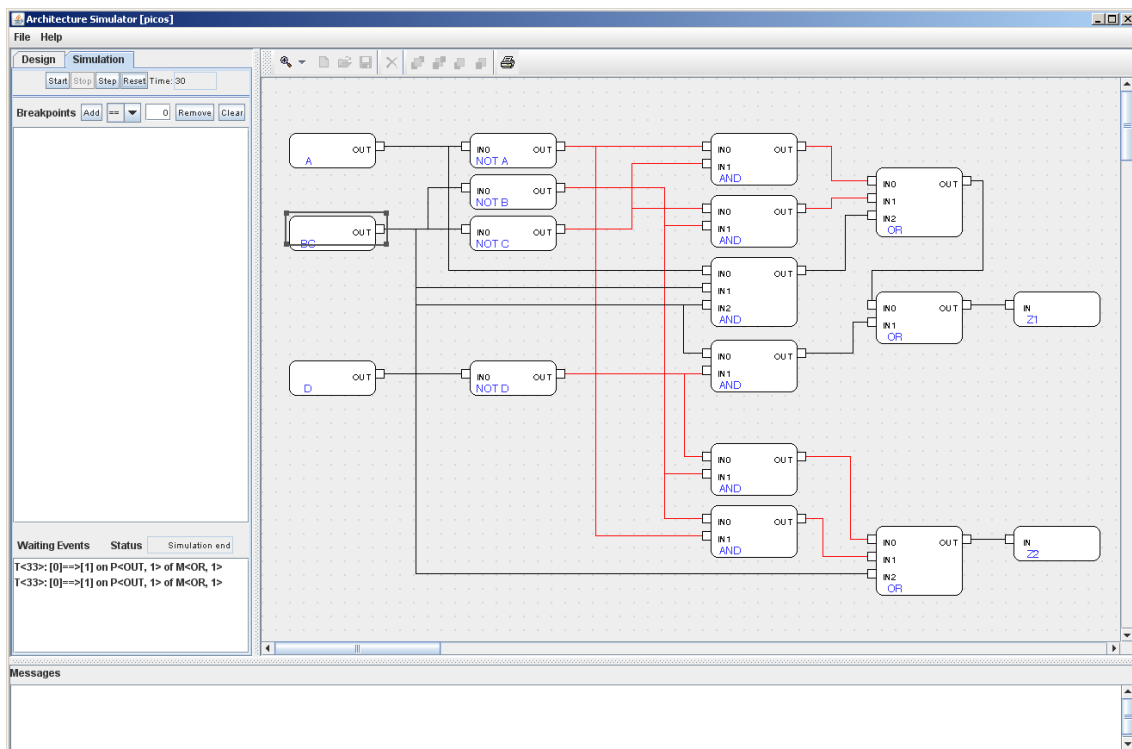 Architecture Simulator [picos]
File Help
Design Simulation
Start Stop Step Reset Time: 30
Breakpoints Add == 0 Remove Clear
Waiting Events Status Simulation end
T<33>: [0]==>[1] on P<OUT, 1> of M<OR, 1>
T<33>: [0]==>[1] on P<OUT, 1> of M<OR, 1>
OUT
A
OUT
BC
OUT
D
IN0 OUT
NOT A
IN0 OUT
NOT B
IN0 OUT
NOT C
IN0 OUT
NOT D
IN0 OUT
IN1
AND
IN0 OUT
IN1
AND
IN0 OUT
IN1
IN2
AND
IN0 OUT
IN1
AND
IN0 OUT
IN1
AND
IN0 OUT
IN1
AND
IN0 OUT
IN1
IN2
OR
IN0 OUT
IN1
OR
IN0 OUT
IN1
IN2
OR
IN
Z1
IN
Z2
Messages